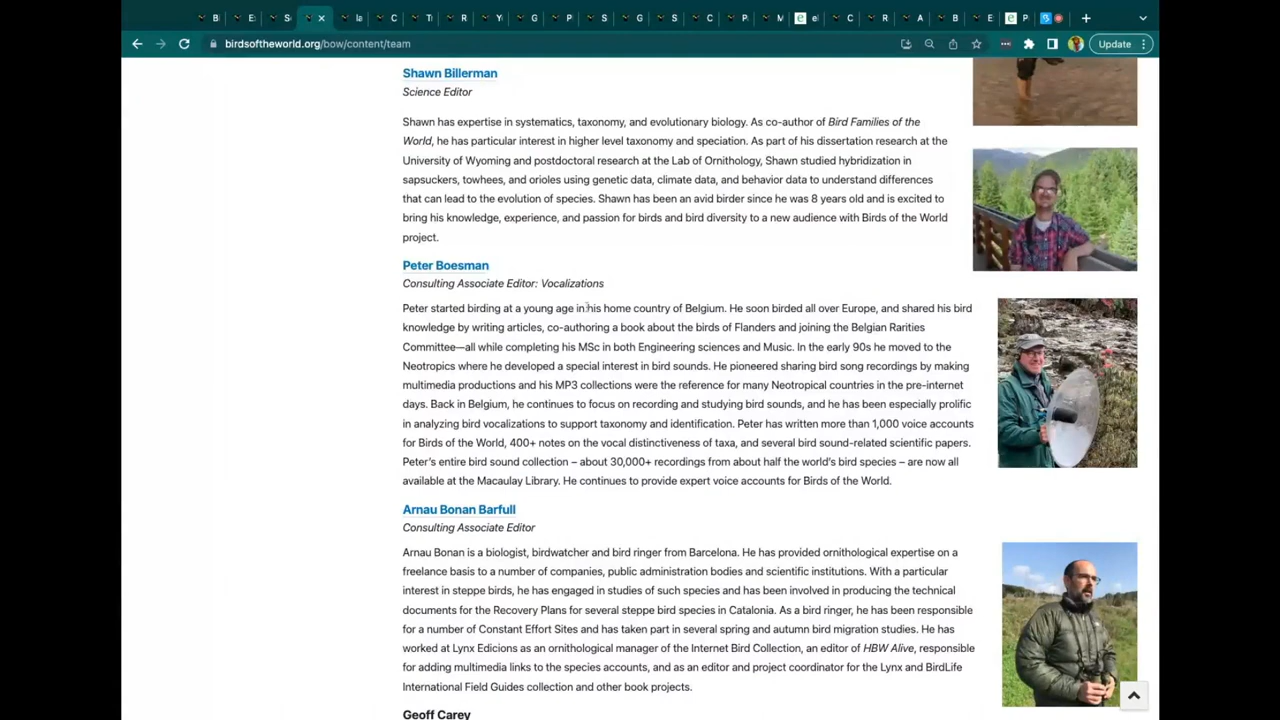 Bl
E:
S
la
C
T
R
Y
G
P
S
G
S
C
P
M
el
C
R
A
B
E
P
birdsoftheworld.org/bow/content/team
Update
Shawn Billerman
Science Editor
Shawn has expertise in systematics, taxonomy, and evolutionary biology. As co-author of Bird Families of the
World, he has particular interest in higher level taxonomy and speciation. As part of his dissertation research at the
University of Wyoming and postdoctoral research at the Lab of Ornithology, Shawn studied hybridization in
sapsuckers, towhees, and orioles using genetic data, climate data, and behavior data to understand differences
that can lead to the evolution of species. Shawn has been an avid birder since he was 8 years old and is excited to
bring his knowledge, experience, and passion for birds and bird diversity to a new audience with Birds of the World
project.
Peter Boesman
Consulting Associate Editor: Vocalizations
Peter started birding at a young age in his home country of Belgium. He soon birded all over Europe, and shared his bird
knowledge by writing articles, co-authoring a book about the birds of Flanders and joining the Belgian Rarities
Committee—all while completing his MSc in both Engineering sciences and Music. In the early 90s he moved to the
Neotropics where he developed a special interest in bird sounds. He pioneered sharing bird song recordings by making
multimedia productions and his MP3 collections were the reference for many Neotropical countries in the pre-internet
days. Back in Belgium, he continues to focus on recording and studying bird sounds, and he has been especially prolific
in analyzing bird vocalizations to support taxonomy and identification. Peter has written more than 1,000 voice accounts
for Birds of the World, 400+ notes on the vocal distinctiveness of taxa, and several bird sound-related scientific papers.
Peter's entire bird sound collection – about 30,000+ recordings from about half the world's bird species – are now all
available at the Macaulay Library. He continues to provide expert voice accounts for Birds of the World.
Arnau Bonan Barfull
Consulting Associate Editor
Arnau Bonan is a biologist, birdwatcher and bird ringer from Barcelona. He has provided ornithological expertise on a
freelance basis to a number of companies, public administration bodies and scientific institutions. With a particular
interest in steppe birds, he has engaged in studies of such species and has been involved in producing the technical
documents for the Recovery Plans for several steppe bird species in Catalonia. As a bird ringer, he has been responsible
for a number of Constant Effort Sites and has taken part in several spring and autumn bird migration studies. He has
worked at Lynx Edicions as an ornithological manager of the Internet Bird Collection, an editor of HBW Alive, responsible
for adding multimedia links to the species accounts, and as an editor and project coordinator for the Lynx and BirdLife
International Field Guides collection and other book projects.
Geoff Carey